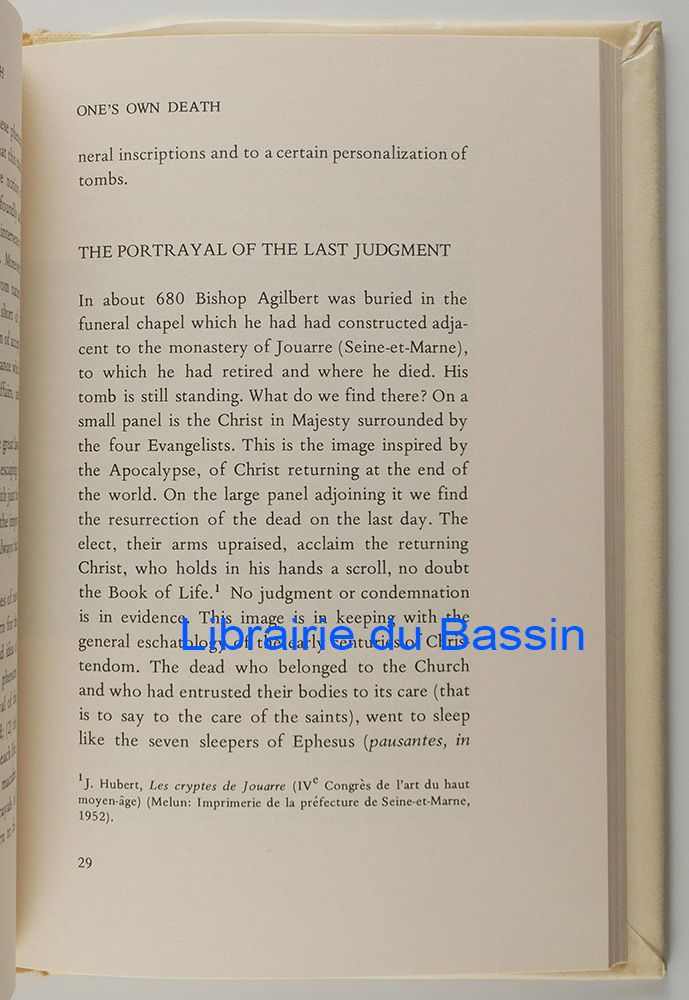 ONE'S OWN DEATH
neral inscriptions and to a certain personalization of
tombs.
THE PORTRAYAL OF THE LAST JUDGMENT
In about 680 Bishop Agilbert was buried in the
funeral chapel which he had had constructed adja-
cent to the monastery of Jouarre (Seine-et-Marne),
to which he had retired and where he died. His
tomb is still standing. What do we find there? On a
small panel is the Christ in Majesty surrounded by
the four Evangelists. This is the image inspired by
the Apocalypse, of Christ returning at the end of
the world. On the large panel adjoining it we find
the resurrection of the dead on the last day. The
elect, their arms upraised, acclaim the returning
Christ, who holds in his hands a scroll, no doubt
the Book of Life.¹ No judgment or condemnation
is in evidence. This image is in keeping with the
general eschatology of the early centuries of Chris-
Librairie du Bassin
tendom. The dead who belonged to the Church
and who had entrusted their bodies to its care (that
is to say to the care of the saints), went to sleep
like the seven sleepers of Ephesus (pausantes, in
¹J. Hubert, Les cryptes de Jouarre (IVᵉ Congrès de l'art du haut
moyen-âge) (Melun: Imprimerie de la préfecture de Seine-et-Marne,
1952).
29